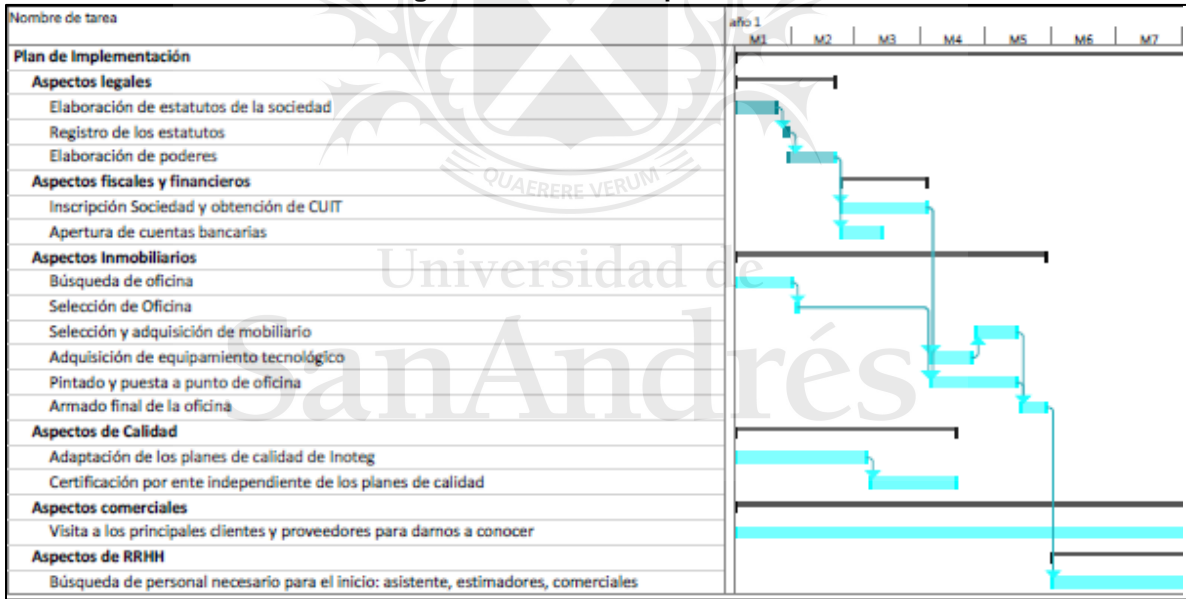 Nombre de tarea
año 1
M1 M2 M3 M4 M5 M6 M7
Plan de Implementación
Aspectos legales
Elaboración de estatutos de la sociedad
Registro de los estatutos
Elaboración de poderes
Aspectos fiscales y financieros
Inscripción Sociedad y obtención de CUIT
Apertura de cuentas bancarias
Aspectos Inmobiliarios
Búsqueda de oficina
Selección de Oficina
Selección y adquisición de mobiliario
Adquisición de equipamiento tecnológico
Pintado y puesta a punto de oficina
Armado final de la oficina
Aspectos de Calidad
Adaptación de los planes de calidad de Inoteg
Certificación por ente independiente de los planes de calidad
Aspectos comerciales
Visita a los principales clientes y proveedores para darnos a conocer
Aspectos de RRHH
Búsqueda de personal necesario para el inicio: asistente, estimadores, comerciales
QUAERERE VERUM
Universidad de
SanAndrés